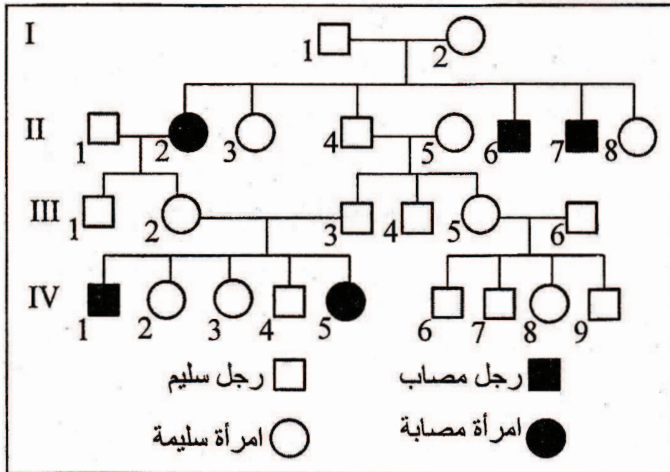 I
1 2
II
1 2 3 4 5 6 7 8
III
1 2 3 4 5 6
IV
1 2 3 4 5 6 7 8 9
رجل مصاب رجل سليم
امرأة مصابة امرأة سليمة